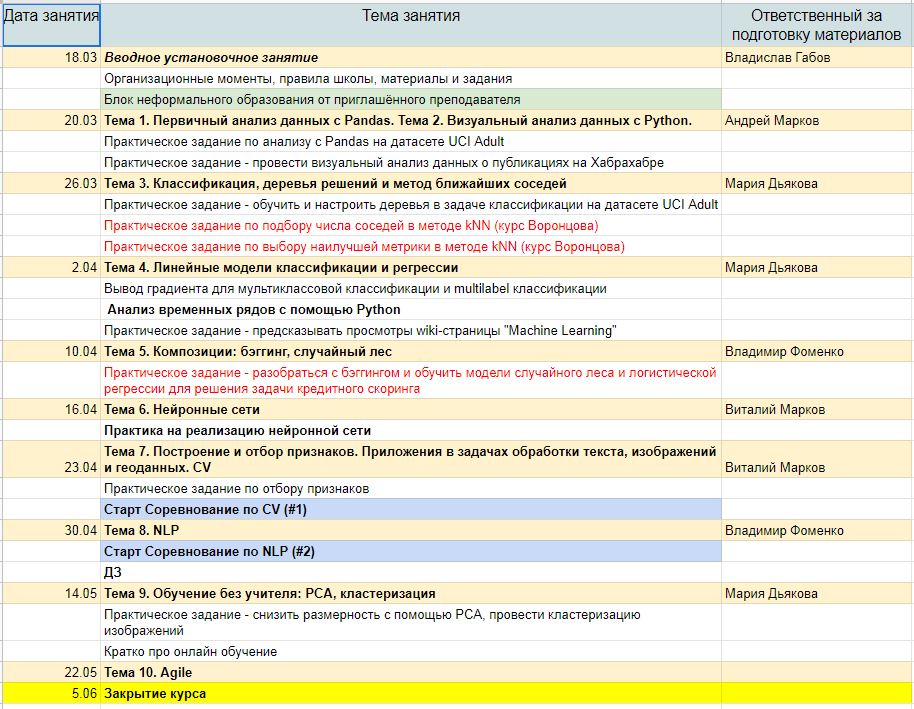 Дата занятия Тема занятия Ответственный за
подготовку материалов
18.03 Вводное установочное занятие Владислав Габов
Организационные моменты, правила школы, материалы и задания
Блок неформального образования от приглашённого преподавателя
20.03 Тема 1. Первичный анализ данных с Pandas. Тема 2. Визуальный анализ данных с Python. Андрей Марков
Практическое задание по анализу с Pandas на датасете UCI Adult
Практическое задание - провести визуальный анализ данных о публикациях на Хабрахабре
26.03 Тема 3. Классификация, деревья решений и метод ближайших соседей Мария Дьякова
Практическое задание - обучить и настроить деревья в задаче классификации на датасете UCI Adult
Практическое задание по подбору числа соседей в методе kNN (курс Воронцова)
Практическое задание по выбору наилучшей метрики в методе kNN (курс Воронцова)
2.04 Тема 4. Линейные модели классификации и регрессии Мария Дьякова
Вывод градиента для мультиклассовой классификации и multilabel классификации
Анализ временных рядов с помощью Python
Практическое задание - предсказывать просмотры wiki-страницы "Machine Learning"
10.04 Тема 5. Композиции: бэггинг, случайный лес Владимир Фоменко
Практическое задание - разобраться с бэггингом и обучить модели случайного леса и логистической
регрессии для решения задачи кредитного скоринга
16.04 Тема 6. Нейронные сети Виталий Марков
Практика на реализацию нейронной сети
Тема 7. Построение и отбор признаков. Приложения в задачах обработки текста, изображений
23.04 и геоданных. CV Виталий Марков
Практическое задание по отбору признаков
Старт Соревнование по CV (#1)
30.04 Тема 8. NLP Владимир Фоменко
Старт Соревнование по NLP (#2)
ДЗ
14.05 Тема 9. Обучение без учителя: PCA, кластеризация Мария Дьякова
Практическое задание - снизить размерность с помощью PCA, провести кластеризацию
изображений
Кратко про онлайн обучение
22.05 Тема 10. Agile
5.06 Закрытие курса